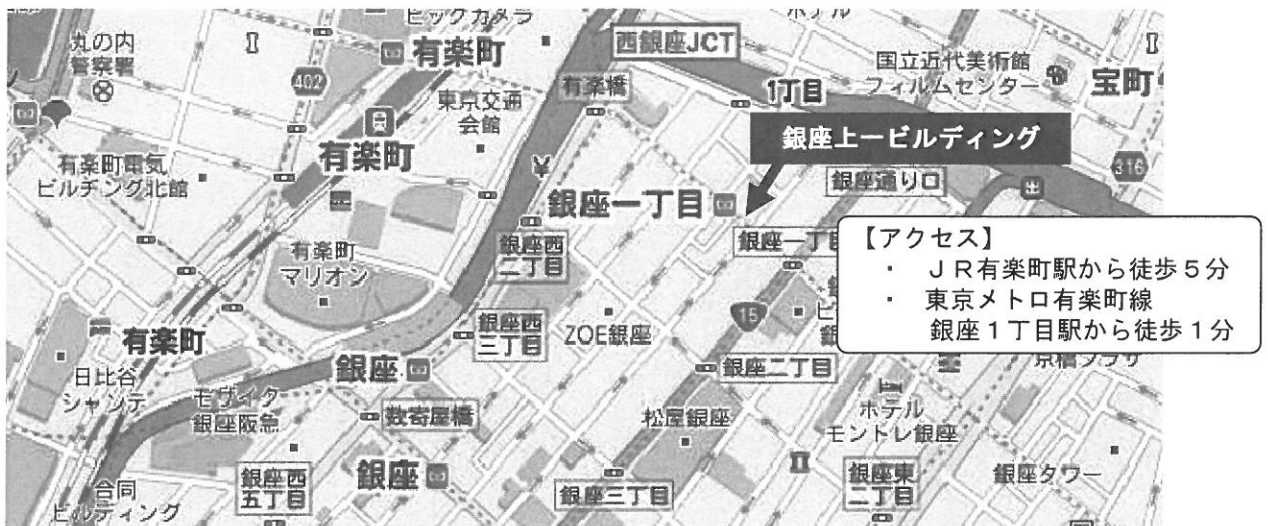 ビックカメラ
ホテル
丸の内
警察署
402
有楽町
西銀座JCT
有楽橋
1丁目
国立近代美術館
フィルムセンター
宝町
東京交通
会館
有楽町
有楽町電気
ビルヂング北館
銀座上一ビルディング
316
¥
銀座通り口
銀座一丁目
有楽町
マリオン
銀座西
二丁目
銀座一丁目
【アクセス】
・ JR有楽町駅から徒歩5分
・ 東京メトロ有楽町線
銀座1丁目駅から徒歩1分
15
有楽町
銀座西
三丁目
ZOE銀座
銀座
銀座二丁目
京橋プラザ
日比谷
シャンテ
モザイク
銀座阪急
数寄屋橋
松屋銀座
ホテル
モントレ銀座
銀座西
五丁目
銀座
銀座三丁目
銀座東
二丁目
銀座タワー
合同
ビルディング